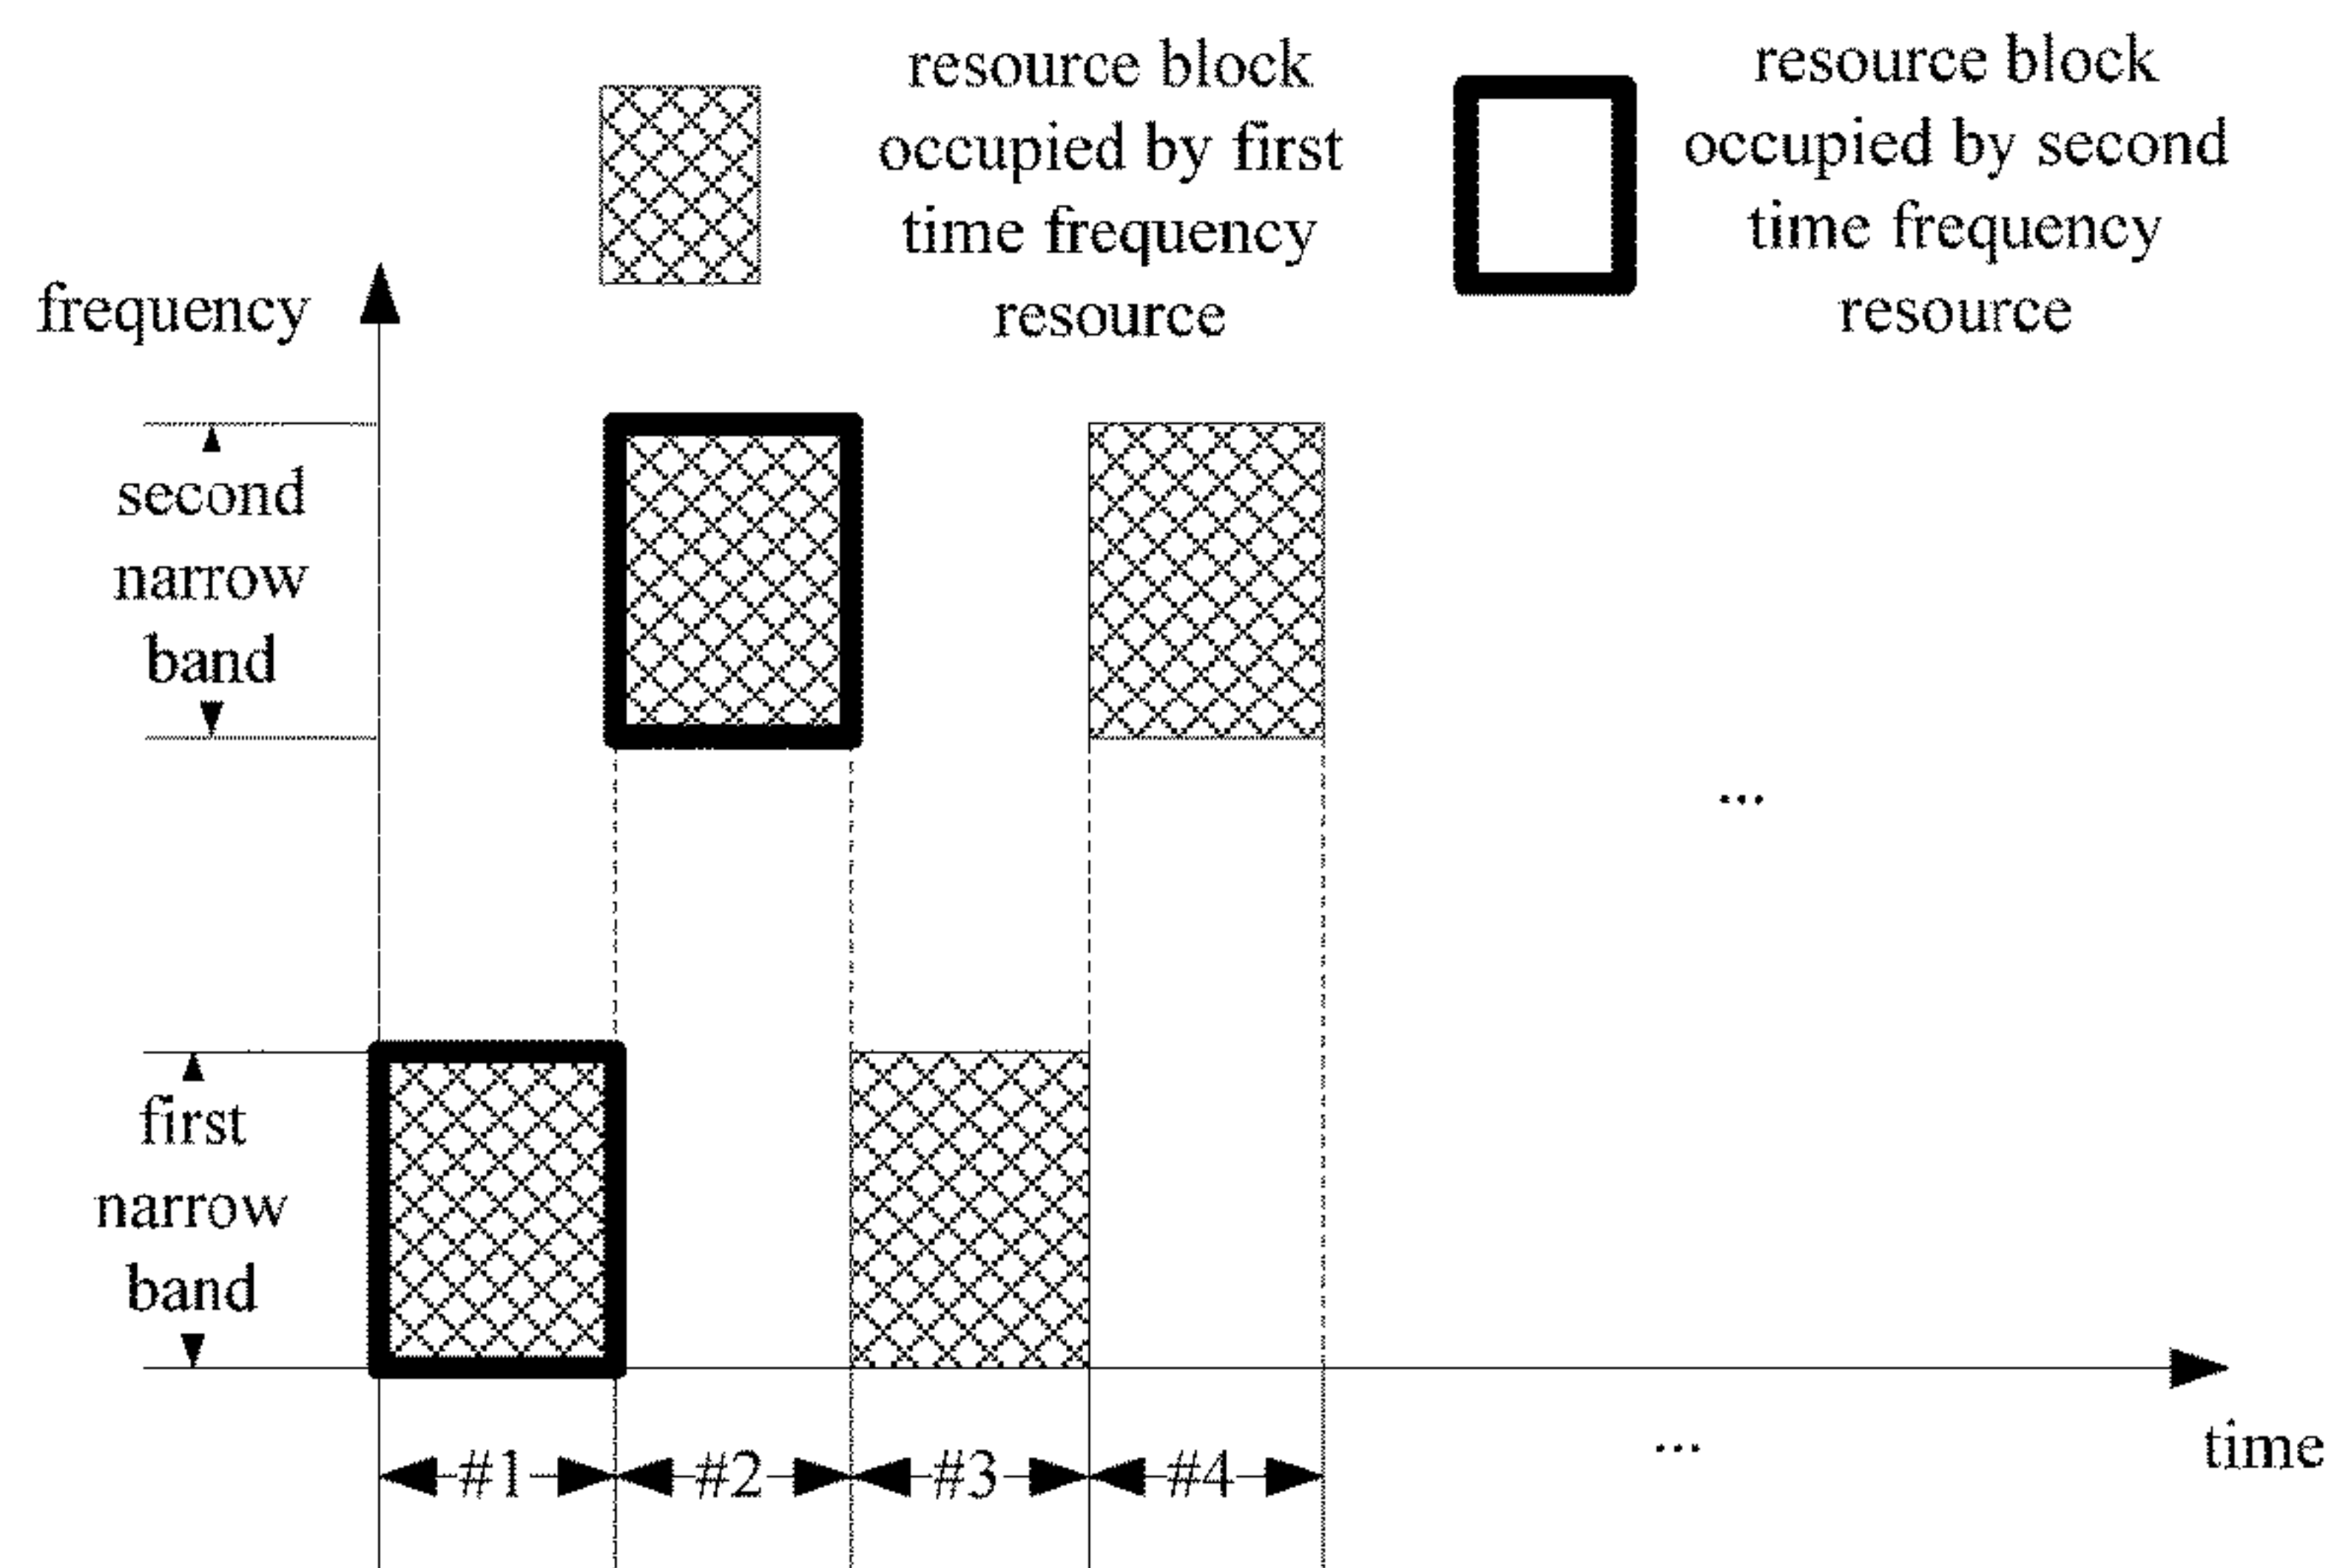 resource block
occupied by first
time frequency
resource
resource block
occupied by second
time frequency
resource
frequency
second
narrow
band
...
first
narrow
band
#1
#2
#3
#4
...
time